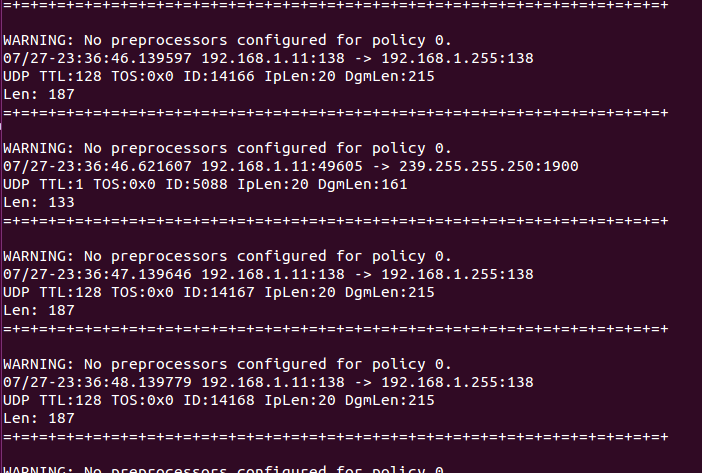 =+=+=+=+=+=+=+=+=+=+=+=+=+=+=+=+=+=+=+=+=+=+=+=+=+=+=+=+=+=+=+=+=+=+=+=+=+
WARNING: No preprocessors configured for policy 0.
07/27-23:36:46.139597 192.168.1.11:138 -> 192.168.1.255:138
UDP TTL:128 TOS:0x0 ID:14166 IpLen:20 DgmLen:215
Len: 187
=+=+=+=+=+=+=+=+=+=+=+=+=+=+=+=+=+=+=+=+=+=+=+=+=+=+=+=+=+=+=+=+=+=+=+=+=+
WARNING: No preprocessors configured for policy 0.
07/27-23:36:46.621607 192.168.1.11:49605 -> 239.255.255.250:1900
UDP TTL:1 TOS:0x0 ID:5088 IpLen:20 DgmLen:161
Len: 133
=+=+=+=+=+=+=+=+=+=+=+=+=+=+=+=+=+=+=+=+=+=+=+=+=+=+=+=+=+=+=+=+=+=+=+=+=+
WARNING: No preprocessors configured for policy 0.
07/27-23:36:47.139646 192.168.1.11:138 -> 192.168.1.255:138
UDP TTL:128 TOS:0x0 ID:14167 IpLen:20 DgmLen:215
Len: 187
=+=+=+=+=+=+=+=+=+=+=+=+=+=+=+=+=+=+=+=+=+=+=+=+=+=+=+=+=+=+=+=+=+=+=+=+=+
WARNING: No preprocessors configured for policy 0.
07/27-23:36:48.139779 192.168.1.11:138 -> 192.168.1.255:138
UDP TTL:128 TOS:0x0 ID:14168 IpLen:20 DgmLen:215
Len: 187
=+=+=+=+=+=+=+=+=+=+=+=+=+=+=+=+=+=+=+=+=+=+=+=+=+=+=+=+=+=+=+=+=+=+=+=+=+
WARNING: No preprocessors configured for policy 0.